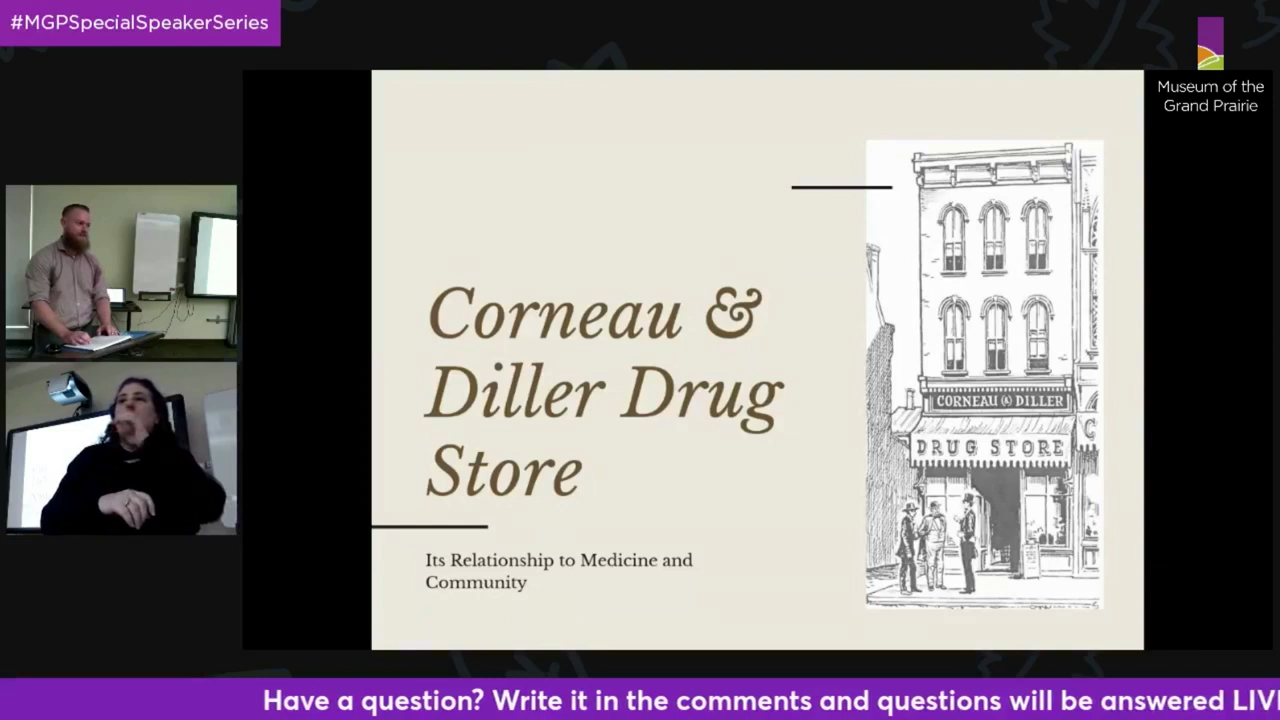 #MGPSpecialSpeakerSeries
Museum of the
Grand Prairie
Corneau &
Diller Drug
Store
Its Relationship to Medicine and
Community
CORNEAU & DILLER
DRUG STORE
C
Have a question? Write it in the comments and questions will be answered LIV